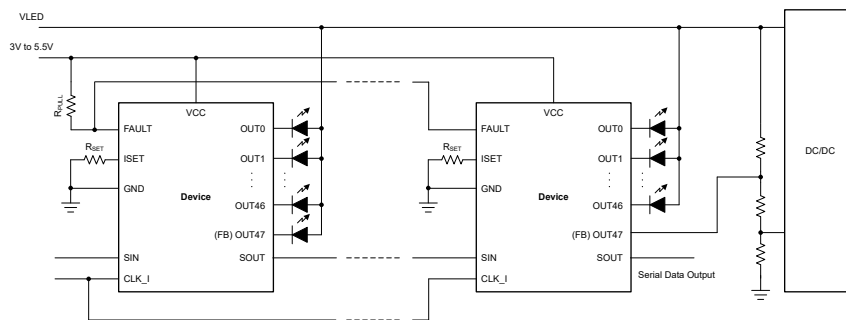 VLED
3V to 5.5V
RPULL
VCC
FAULT
OUT0
RSET
ISET
OUT1
GND
Device
OUT46
(FB) OUT47
SIN
SOUT
CLK_I
VCC
FAULT
OUT0
RSET
ISET
OUT1
GND
Device
OUT46
(FB) OUT47
SIN
SOUT
CLK_I
Serial Data Output
DC/DC